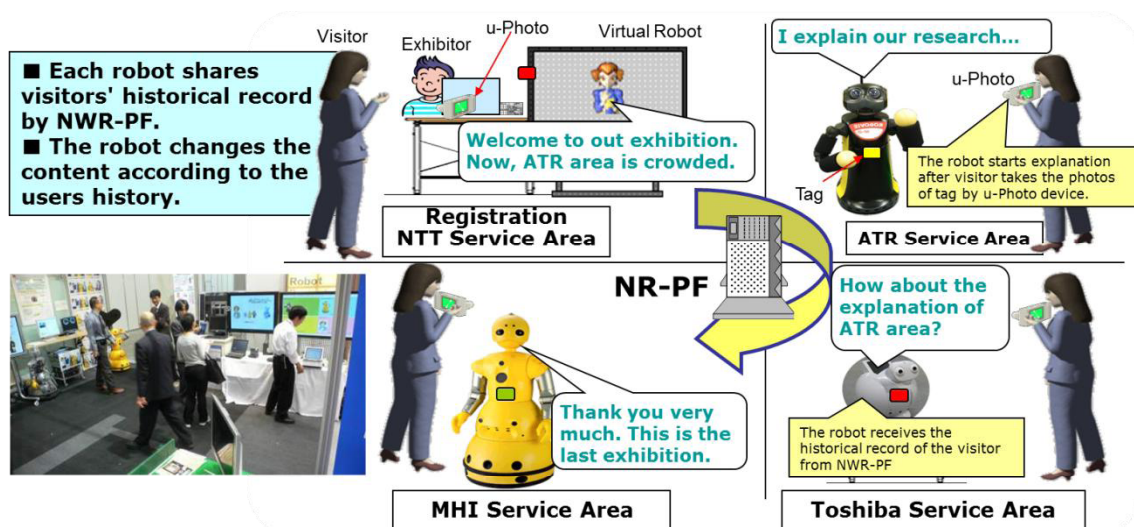 ■ Each robot shares
visitors' historical record
by NWR-PF.
■ The robot changes the
content according to the
users history.
Visitor
Exhibitor
u-Photo
Virtual Robot
Welcome to out exhibition.
Now, ATR area is crowded.
Registration
NTT Service Area
I explain our research...
u-Photo
The robot starts explanation
after visitor takes the photos
of tag by u-Photo device.
Tag
ATR Service Area
NR-PF
Robot
Thank you very
much. This is the
last exhibition.
MHI Service Area
How about the
explanation of
ATR area?
The robot receives the
historical record of the visitor
from NWR-PF
Toshiba Service Area